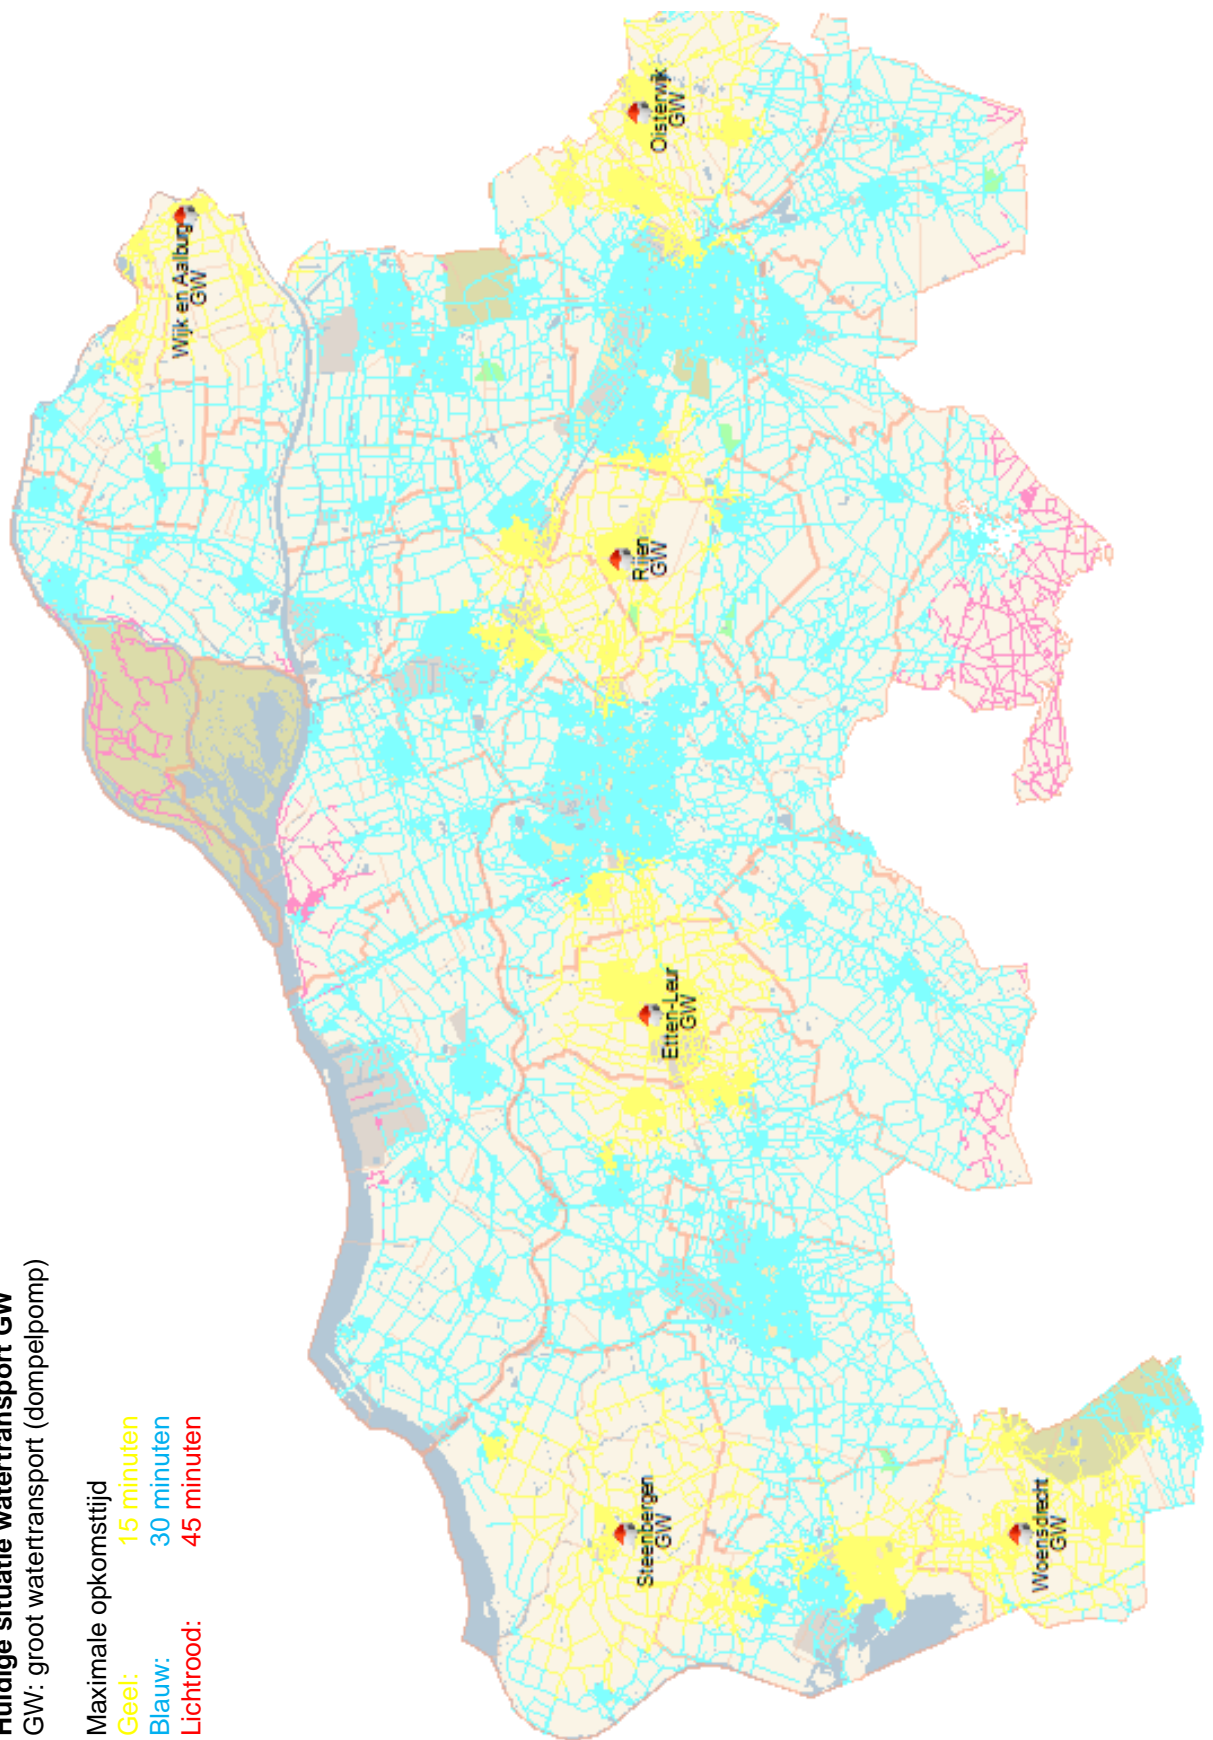 Huidige situatie watertransport GW
GW: groot watertransport (dompelpomp)
Maximale opkomsttijd
Geel: 15 minuten
Blauw: 30 minuten
Lichtrood: 45 minuten
Wijk en Aalburg
GW
Oisterwijk
GW
Rijen
GW
Etten-Leur
GW
Steenbergen
GW
Woensdrecht
GW